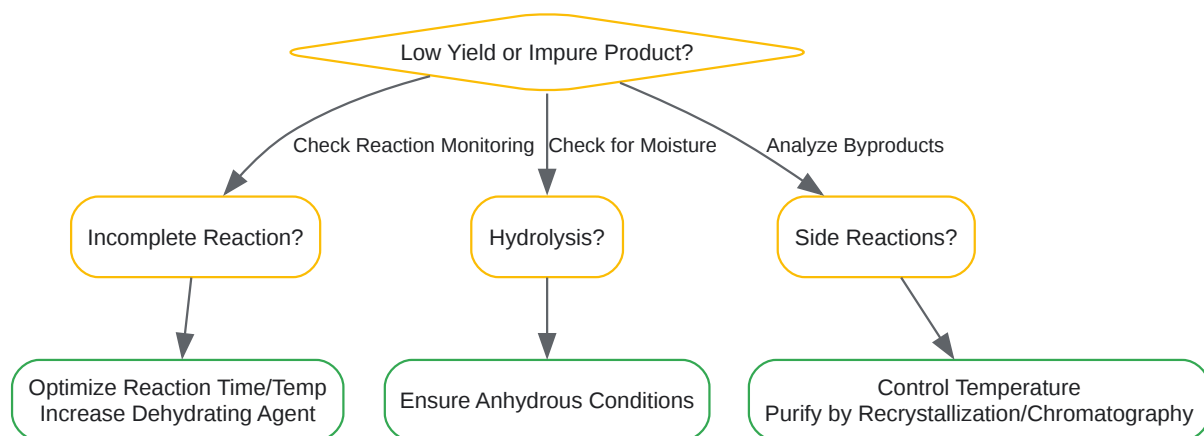 Low Yield or Impure Product?
Check Reaction Monitoring
Check for Moisture
Analyze Byproducts
Incomplete Reaction?
Hydrolysis?
Side Reactions?
Optimize Reaction Time/Temp
Increase Dehydrating Agent
Ensure Anhydrous Conditions
Control Temperature
Purify by Recrystallization/Chromatography